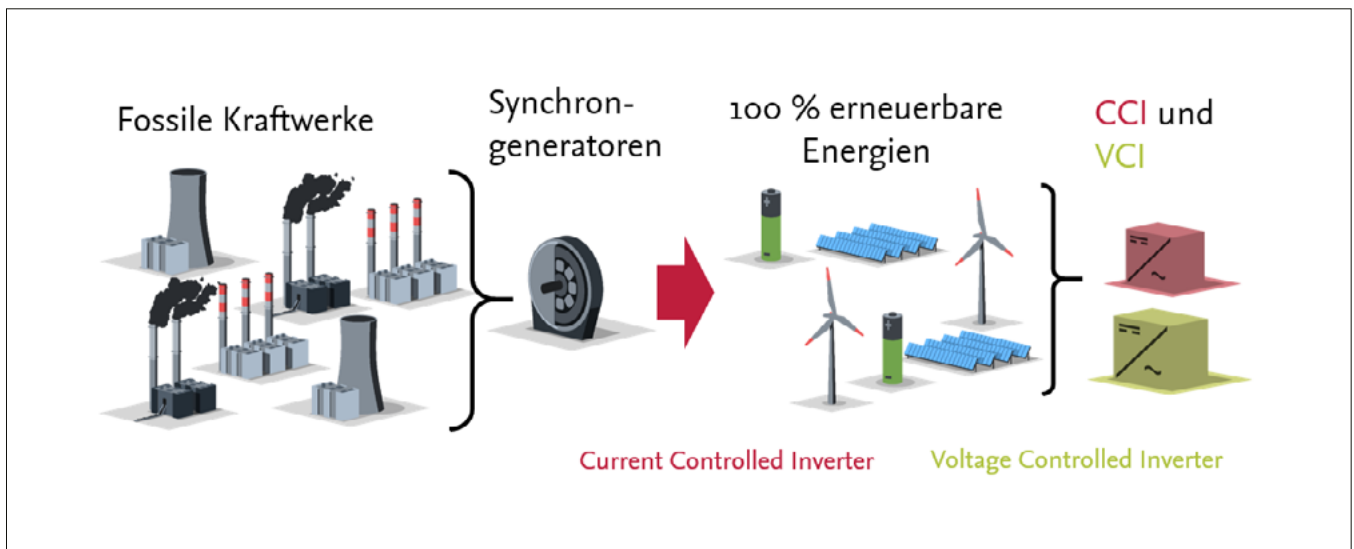 Fossile Kraftwerke
Synchron-
generatoren
100 % erneuerbare
Energien
CCI und
VCI
Current Controlled Inverter
Voltage Controlled Inverter